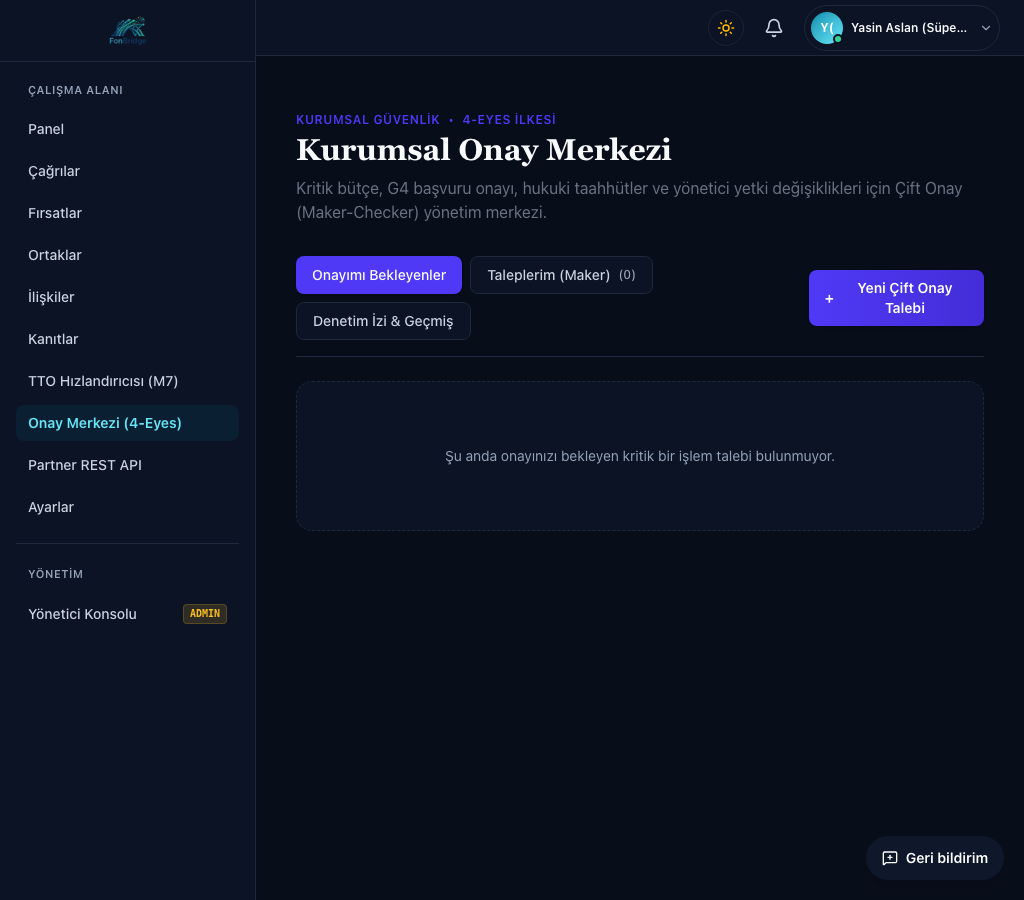 FonBridge
ÇALIŞMA ALANI
Panel
Çağrılar
Fırsatlar
Ortaklar
İlişkiler
Kanıtlar
TTO Hızlandırıcısı (M7)
Onay Merkezi (4-Eyes)
Partner REST API
Ayarlar
YÖNETİM
Yönetici Konsolu ADMIN
Y( Yasin Aslan (Süpe...
KURUMSAL GÜVENLİK • 4-EYES İLKESİ
Kurumsal Onay Merkezi
Kritik bütçe, G4 başvuru onayı, hukuki taahhütler ve yönetici yetki değişiklikleri için Çift Onay
(Maker-Checker) yönetim merkezi.
Onayımı Bekleyenler
Taleplerim (Maker) (0)
Denetim İzi & Geçmiş
+ Yeni Çift Onay
Talebi
Şu anda onayınızı bekleyen kritik bir işlem talebi bulunmuyor.
Geri bildirim